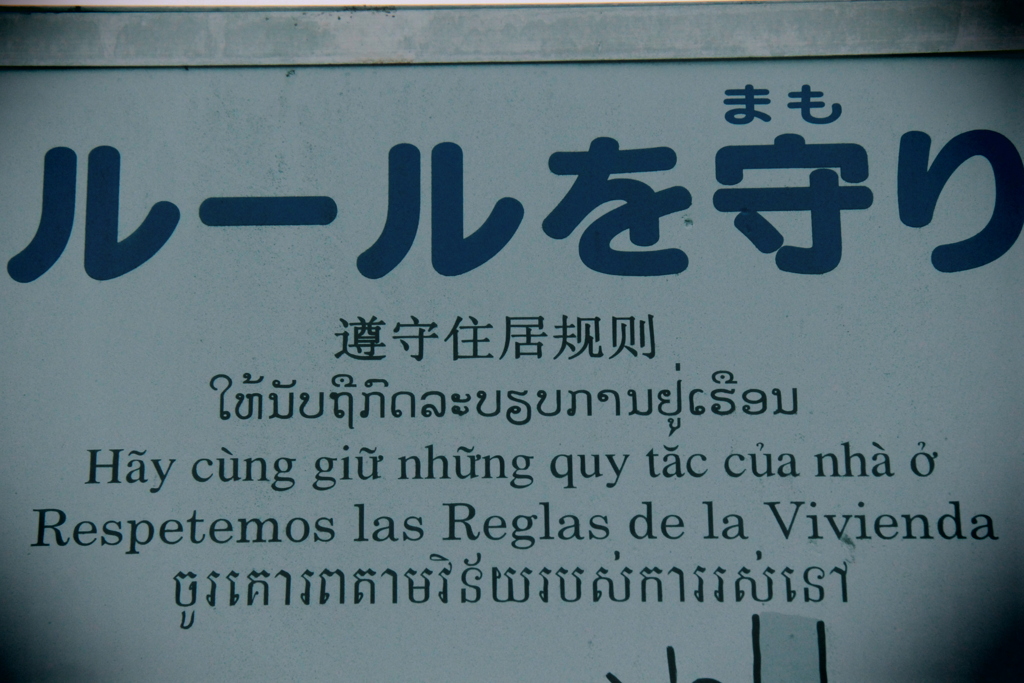 まも
ルールを守り
遵守住居规则
ໃຫ້ນັບຖືກົດລະບຽບການຢູ່ເຮືອນ
Hãy cùng giữ những quy tắc của nhà ở
Respetemos las Reglas de la Vivienda
ចូរគោរពតាមវិន័យរបស់ការរស់នៅ